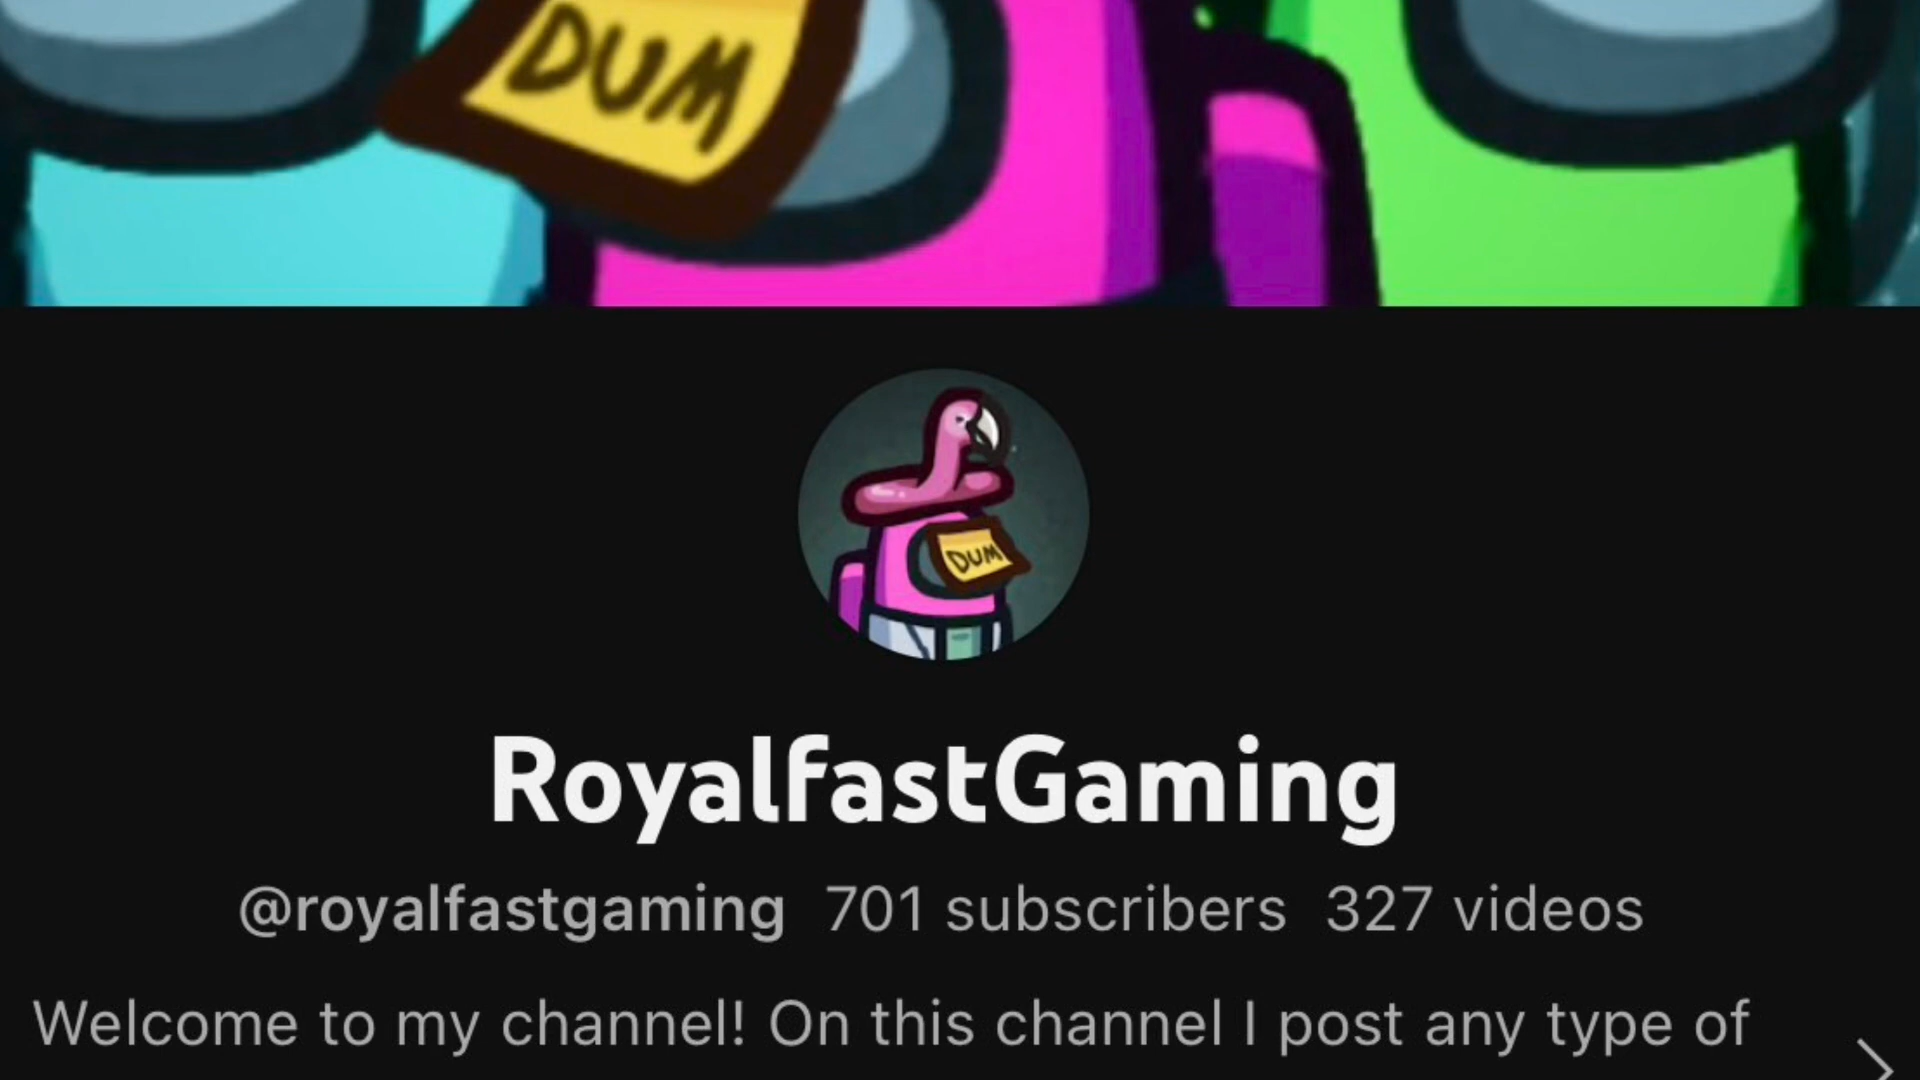 DUM
DUM
RoyalfastGaming
@royalfastgaming 701 subscribers 327 videos
Welcome to my channel! On this channel I post any type of